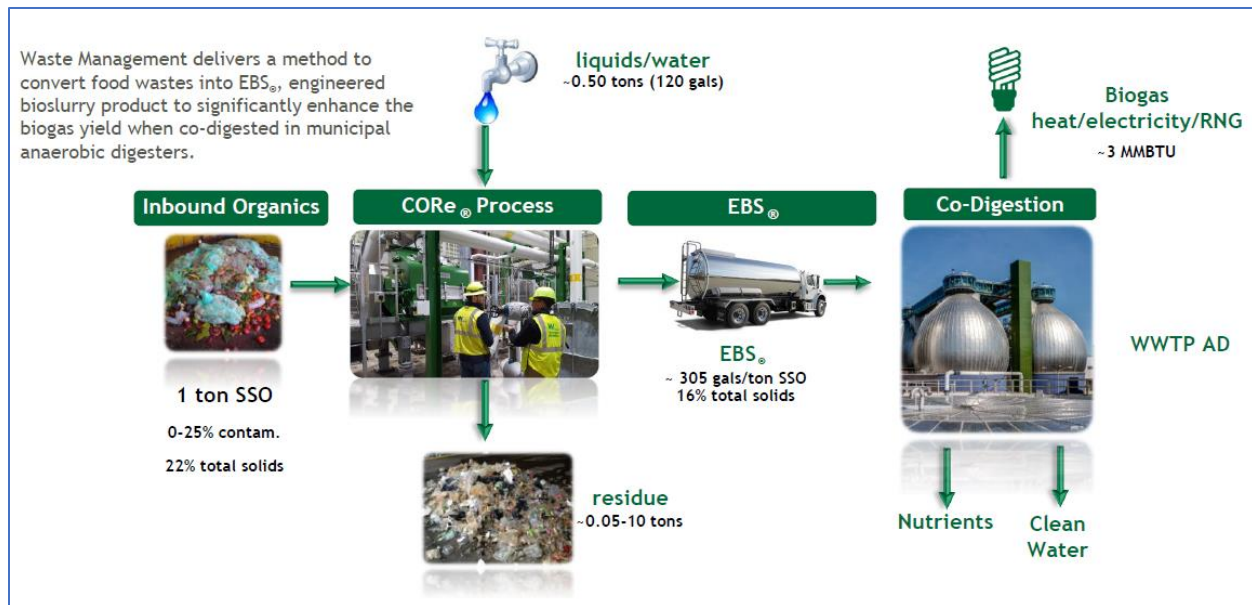 Waste Management delivers a method to
convert food wastes into EBS®, engineered
bioslurry product to significantly enhance the
biogas yield when co-digested in municipal
anaerobic digesters.
liquids/water
~0.50 tons (120 gals)
Biogas
heat/electricity/RNG
~3 MMBTU
Inbound Organics
CORe® Process
EBS®
Co-Digestion
1 ton SSO
0-25% contam.
22% total solids
EBS®
~ 305 gals/ton SSO
16% total solids
WWTP AD
residue
~0.05-10 tons
Nutrients
Clean
Water